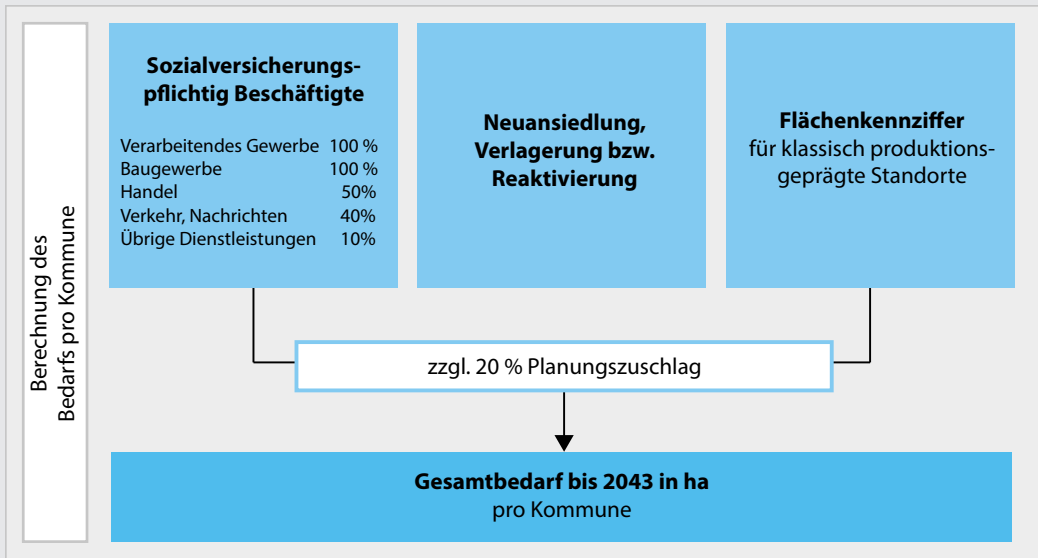 Berechnung des
Bedarfs pro Kommune
Sozialversicherungs-
pflichtig Beschäftigte
Verarbeitendes Gewerbe 100 %
Baugewerbe 100 %
Handel 50%
Verkehr, Nachrichten 40%
Übrige Dienstleistungen 10%
Neuansiedlung,
Verlagerung bzw.
Reaktivierung
Flächenkennziffer
für klassisch produktions-
geprägte Standorte
zzgl. 20 % Planungszuschlag
Gesamtbedarf bis 2043 in ha
pro Kommune